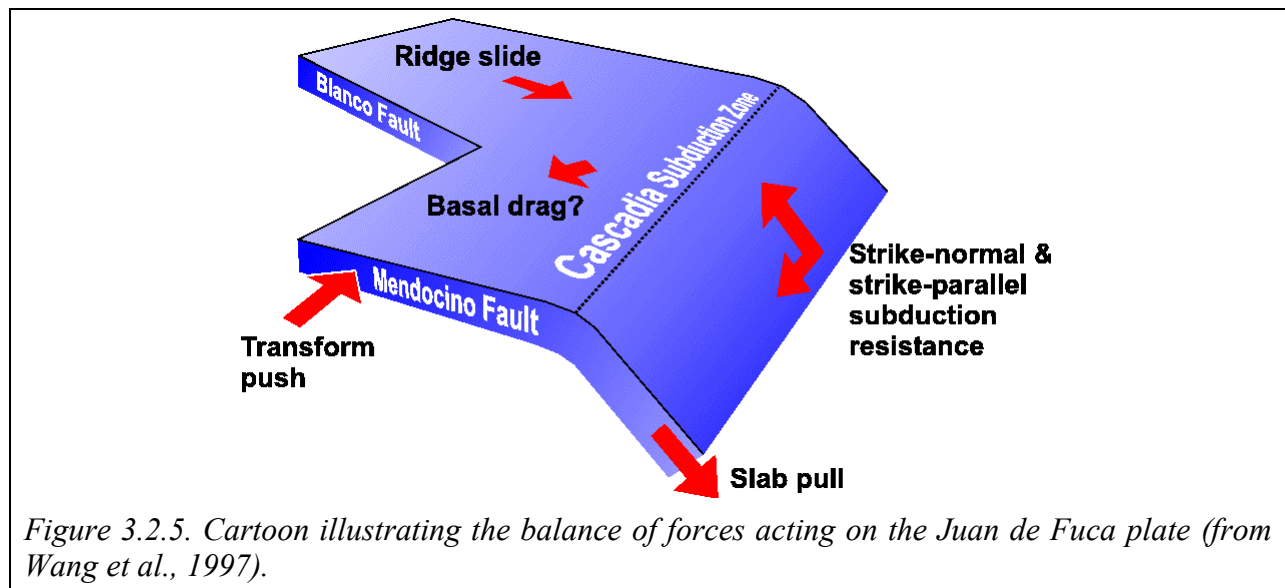 Ridge slide
Blanco Fault
Cascadia Subduction Zone
Basal drag?
Mendocino Fault
Strike-normal &
strike-parallel
subduction
resistance
Transform
push
Slab pull
Figure 3.2.5. Cartoon illustrating the balance of forces acting on the Juan de Fuca plate (from
Wang et al., 1997).